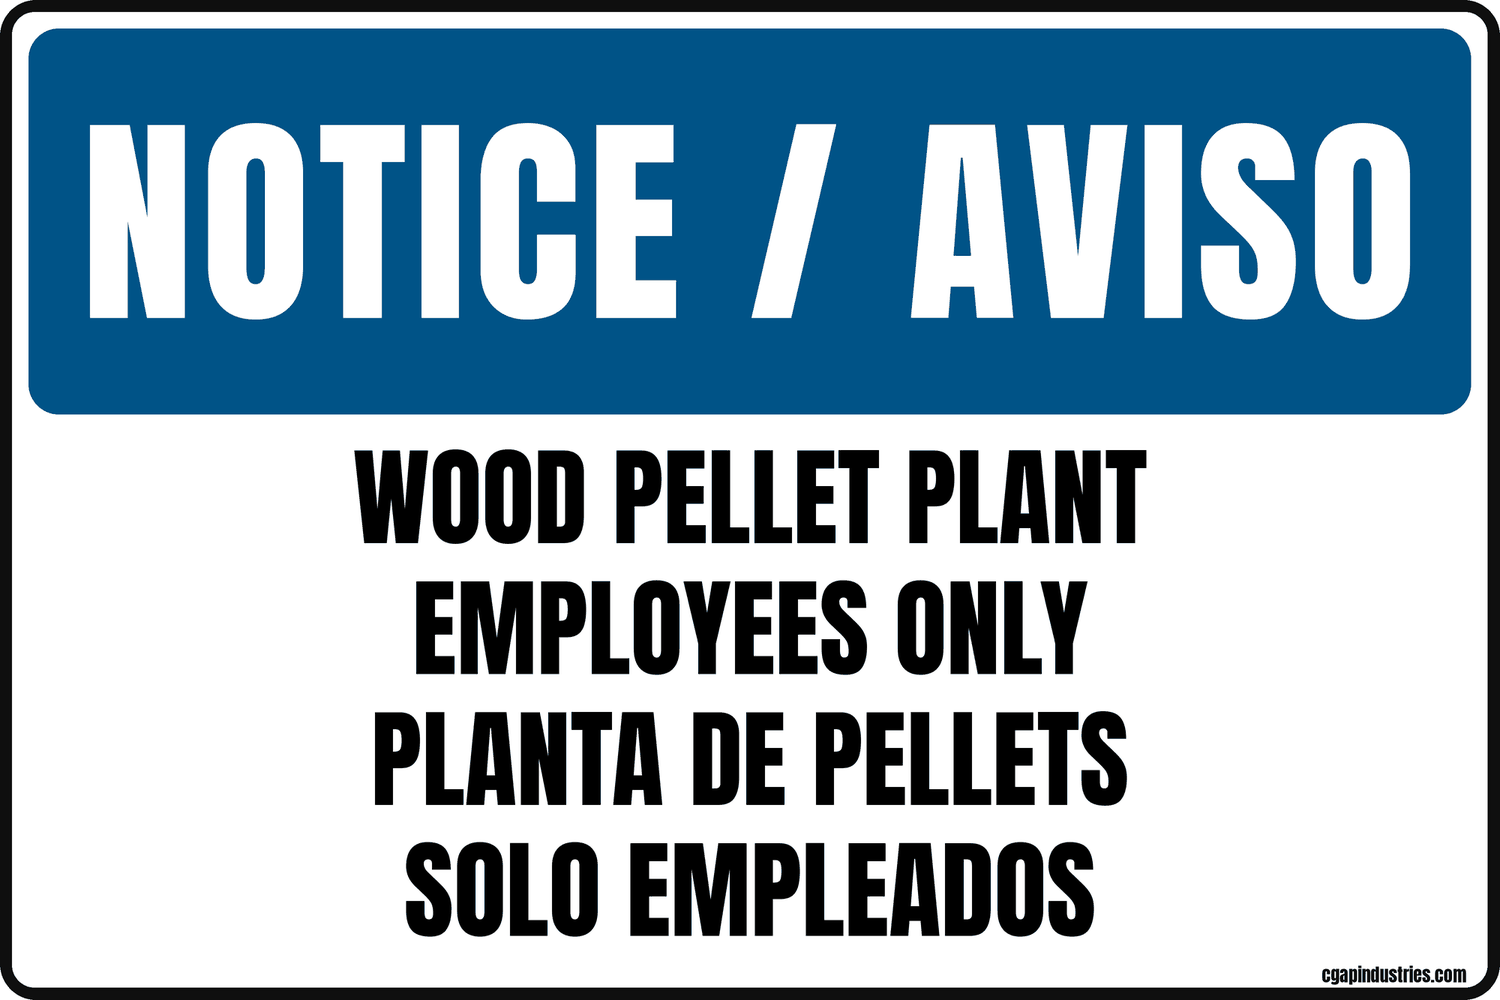 NOTICE / AVISO
WOOD PELLET PLANT
EMPLOYEES ONLY
PLANTA DE PELLETS
SOLO EMPLEADOS
cgapindustries.com